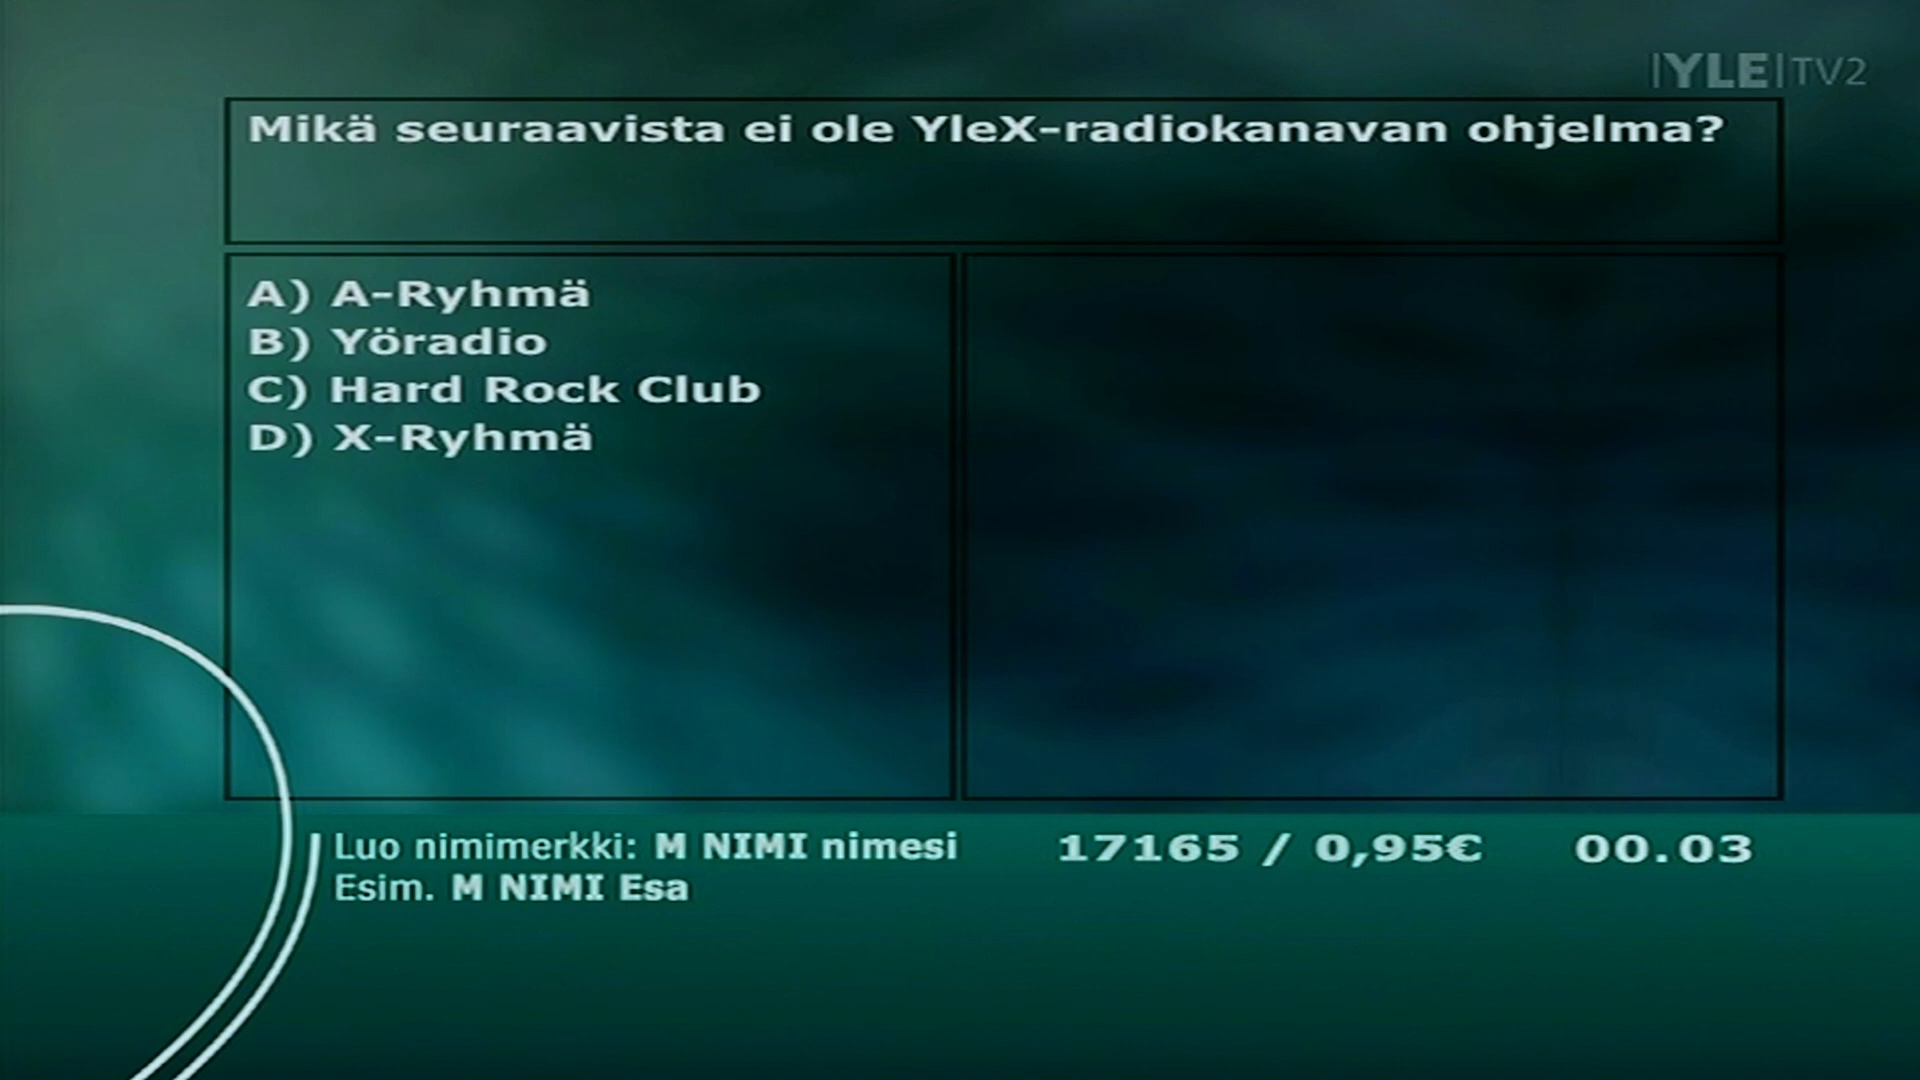 YLE TV2
Mikä seuraavista ei ole YleX-radiokanavan ohjelma?
A) A-Ryhmä
B) Yöradio
C) Hard Rock Club
D) X-Ryhmä
Luo nimimerkki: M NIMI nimesi 17165 / 0,95€ 00.03
Esim. M NIMI Esa